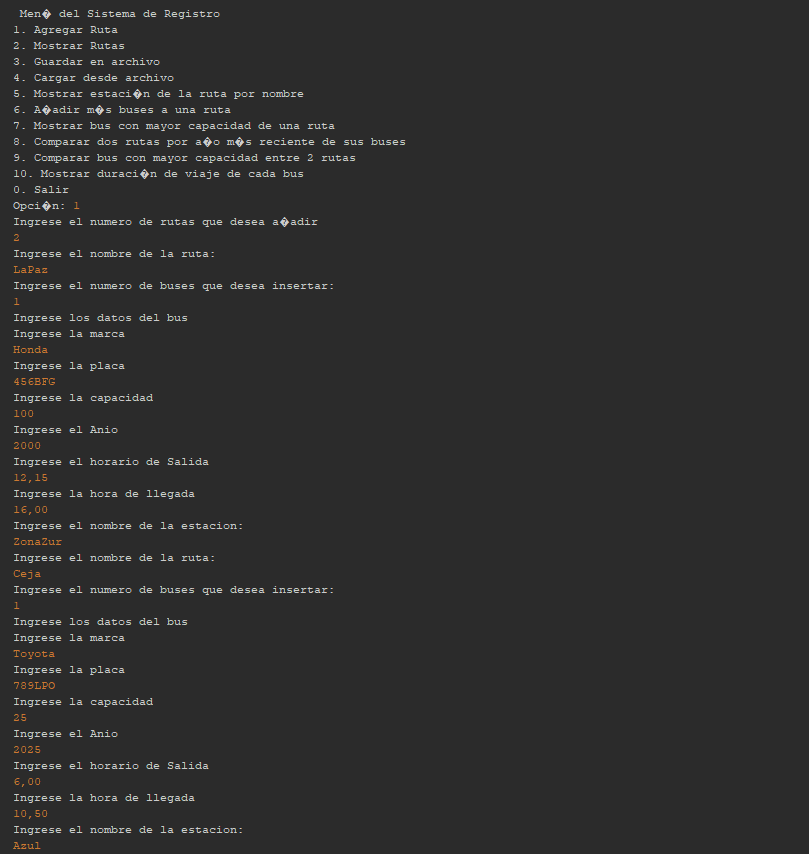 Men� del Sistema de Registro
1. Agregar Ruta
2. Mostrar Rutas
3. Guardar en archivo
4. Cargar desde archivo
5. Mostrar estaci�n de la ruta por nombre
6. A�adir m�s buses a una ruta
7. Mostrar bus con mayor capacidad de una ruta
8. Comparar dos rutas por a�o m�s reciente de sus buses
9. Comparar bus con mayor capacidad entre 2 rutas
10. Mostrar duraci�n de viaje de cada bus
0. Salir
Opci�n: 1
Ingrese el numero de rutas que desea a�adir
2
Ingrese el nombre de la ruta:
LaPaz
Ingrese el numero de buses que desea insertar:
1
Ingrese los datos del bus
Ingrese la marca
Honda
Ingrese la placa
456BFG
Ingrese la capacidad
100
Ingrese el Anio
2000
Ingrese el horario de Salida
12,15
Ingrese la hora de llegada
16,00
Ingrese el nombre de la estacion:
ZonaZur
Ingrese el nombre de la ruta:
Ceja
Ingrese el numero de buses que desea insertar:
1
Ingrese los datos del bus
Ingrese la marca
Toyota
Ingrese la placa
789LPO
Ingrese la capacidad
25
Ingrese el Anio
2025
Ingrese el horario de Salida
6,00
Ingrese la hora de llegada
10,50
Ingrese el nombre de la estacion:
Azul